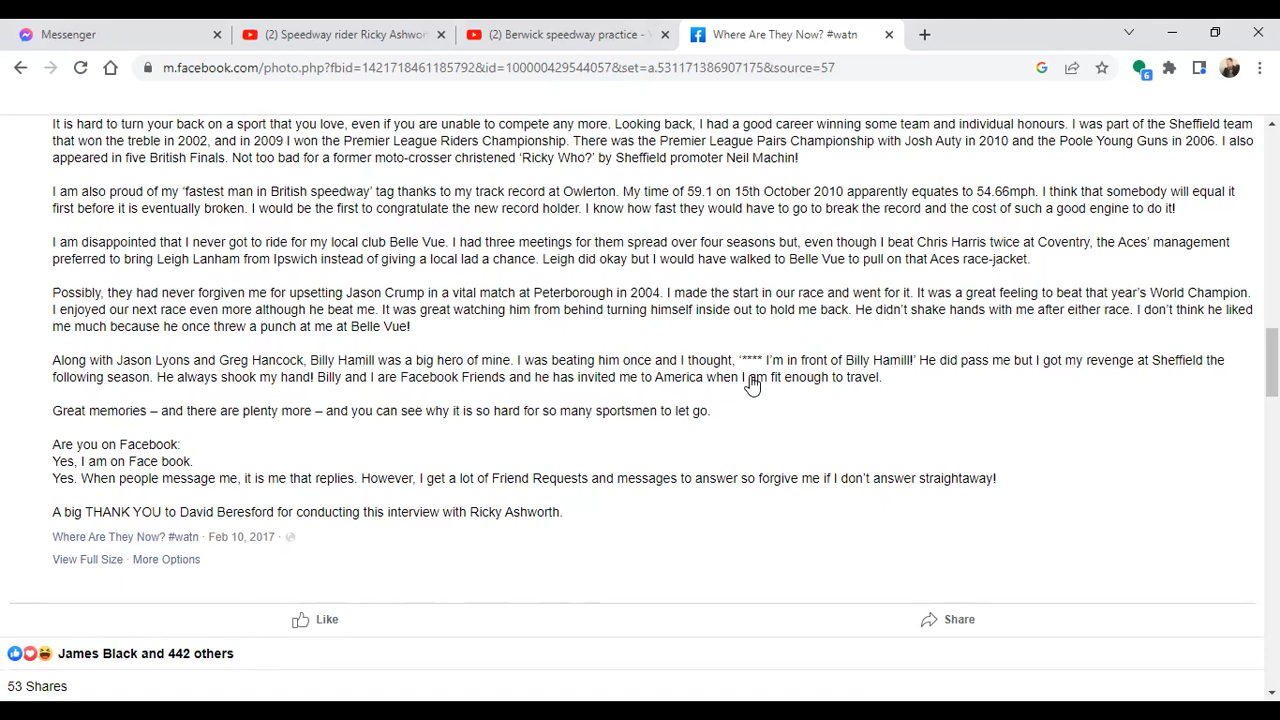 Messenger
(2) Speedway rider Ricky Ashwor
(2) Berwick speedway practice - V
Where Are They Now? #watn
m.facebook.com/photo.php?fbid=1421718461185792&id=100000429544057&set=a.531171386907175&source=57
6
It is hard to turn your back on a sport that you love, even if you are unable to compete any more. Looking back, I had a good career winning some team and individual honours. I was part of the Sheffield team
that won the treble in 2002, and in 2009 I won the Premier League Riders Championship. There was the Premier League Pairs Championship with Josh Auty in 2010 and the Poole Young Guns in 2006. I also
appeared in five British Finals. Not too bad for a former moto-crosser christened ‘Ricky Who?’ by Sheffield promoter Neil Machin!
I am also proud of my ‘fastest man in British speedway’ tag thanks to my track record at Owlerton. My time of 59.1 on 15th October 2010 apparently equates to 54.66mph. I think that somebody will equal it
first before it is eventually broken. I would be the first to congratulate the new record holder. I know how fast they would have to go to break the record and the cost of such a good engine to do it!
I am disappointed that I never got to ride for my local club Belle Vue. I had three meetings for them spread over four seasons but, even though I beat Chris Harris twice at Coventry, the Aces’ management
preferred to bring Leigh Lanham from Ipswich instead of giving a local lad a chance. Leigh did okay but I would have walked to Belle Vue to pull on that Aces race-jacket.
Possibly, they had never forgiven me for upsetting Jason Crump in a vital match at Peterborough in 2004. I made the start in our race and went for it. It was a great feeling to beat that year’s World Champion.
I enjoyed our next race even more although he beat me. It was great watching him from behind turning himself inside out to hold me back. He didn’t shake hands with me after either race. I don’t think he liked
me much because he once threw a punch at me at Belle Vue!
Along with Jason Lyons and Greg Hancock, Billy Hamill was a big hero of mine. I was beating him once and I thought, ‘**** I’m in front of Billy Hamill!’ He did pass me but I got my revenge at Sheffield the
following season. He always shook my hand! Billy and I are Facebook Friends and he has invited me to America when I am fit enough to travel.
Great memories – and there are plenty more – and you can see why it is so hard for so many sportsmen to let go.
Are you on Facebook:
Yes, I am on Face book.
Yes. When people message me, it is me that replies. However, I get a lot of Friend Requests and messages to answer so forgive me if I don’t answer straightaway!
A big THANK YOU to David Beresford for conducting this interview with Ricky Ashworth.
Where Are They Now? #watn · Feb 10, 2017 ·
View Full Size · More Options
Like
Share
James Black and 442 others
53 Shares